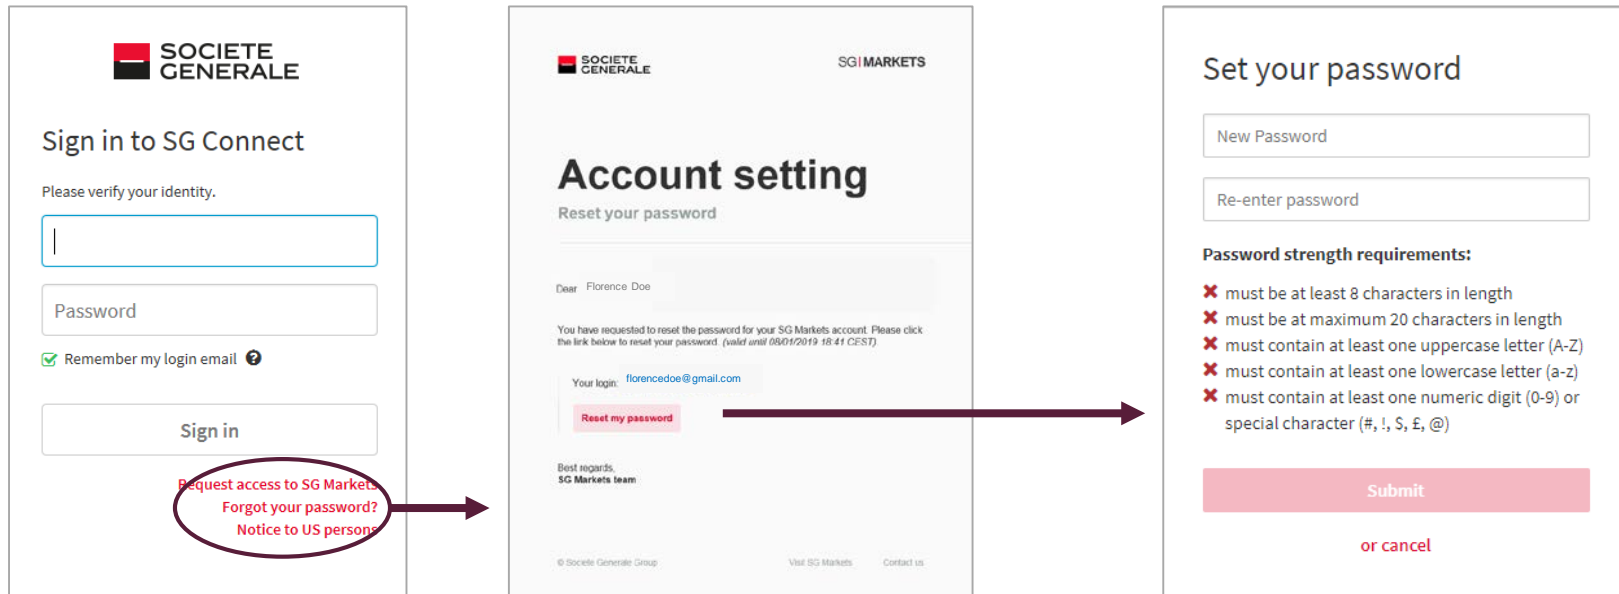 SOCIETE
GENERALE
Sign in to SG Connect
Please verify your identity.
Password
Remember my login email ?
Sign in
Request access to SG Markets
Forgot your password?
Notice to US persons
SOCIETE
GENERALE
SG|MARKETS
Account setting
Reset your password
Dear Florence Doe
You have requested to reset the password for your SG Markets account. Please click
the link below to reset your password. (valid until 08/01/2019 18:41 CEST)
Your login: florencedoe@gmail.com
Reset my password
Best regards,
SG Markets team
© Societe Generale Group
Visit SG Markets
Contact us
Set your password
New Password
Re-enter password
Password strength requirements:
must be at least 8 characters in length
must be at maximum 20 characters in length
must contain at least one uppercase letter (A-Z)
must contain at least one lowercase letter (a-z)
must contain at least one numeric digit (0-9) or
special character (#, !, $, £, @)
Submit
or cancel